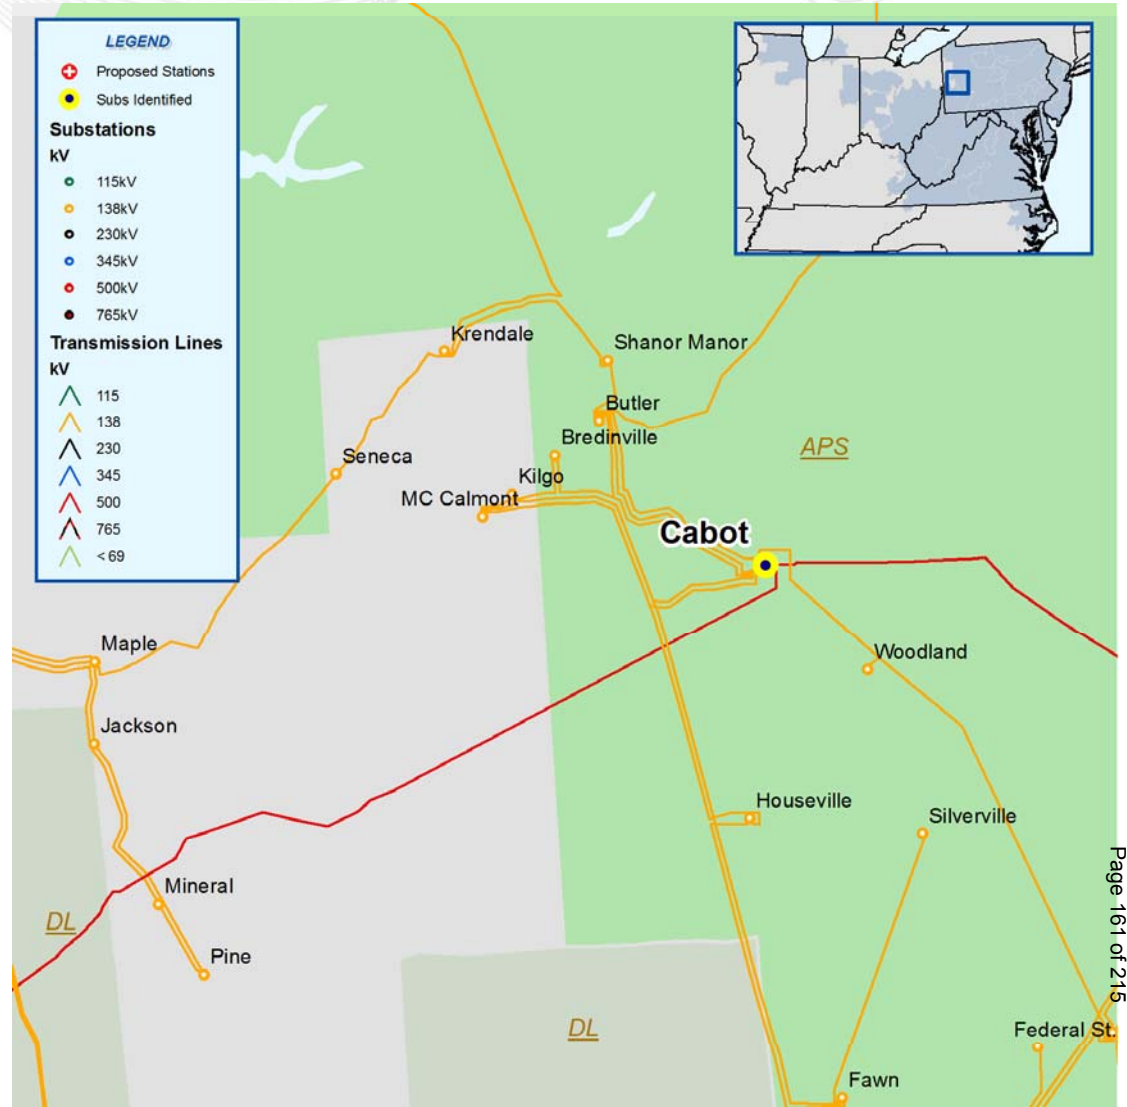 LEGEND
Proposed Stations
Subs Identified
Substations
kV
115kV
138kV
230kV
345kV
500kV
765kV
Transmission Lines
kV
115
138
230
345
500
765
< 69
Krendale
Shanor Manor
Butler
Bredinville
APS
Seneca
Kilgo
MC Calmont
Cabot
Maple
Woodland
Jackson
Houseville
Silverville
Mineral
DL
Pine
DL
Federal St.
Fawn
Page 161 of 215